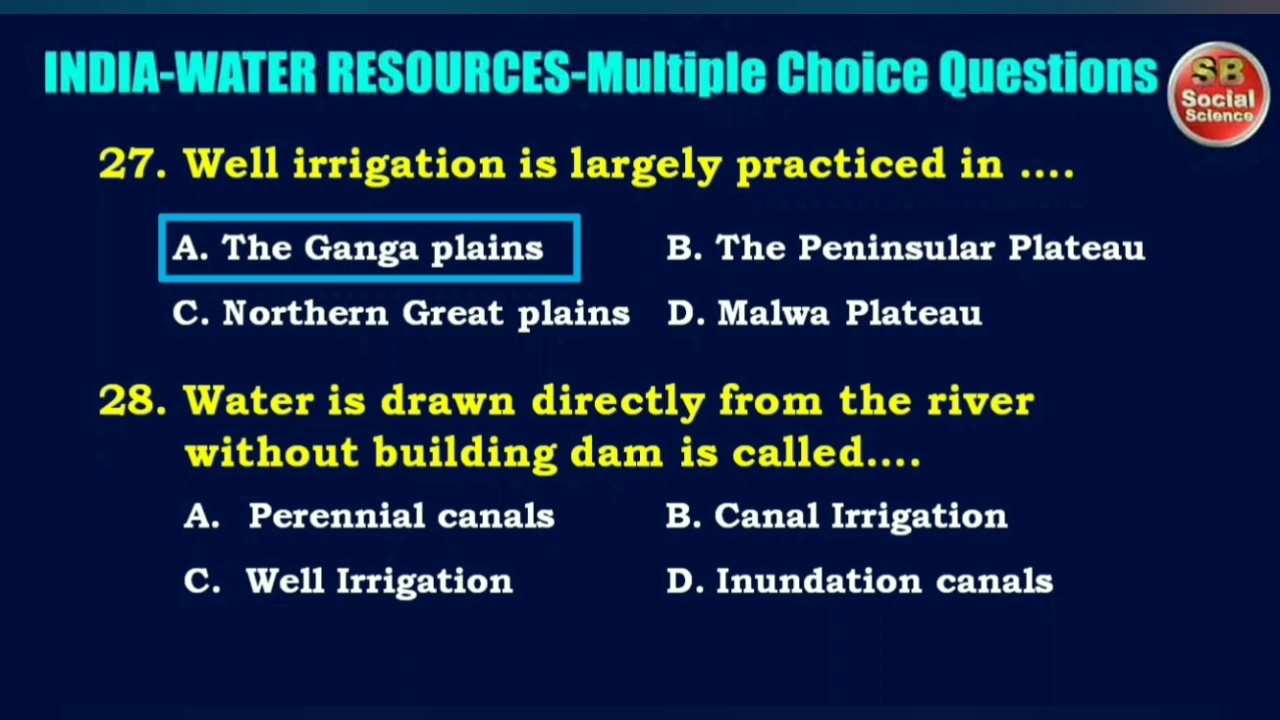 INDIA-WATER RESOURCES-Multiple Choice Questions
SB
Social
Science
27. Well irrigation is largely practiced in ....
A. The Ganga plains
B. The Peninsular Plateau
C. Northern Great plains
D. Malwa Plateau
28. Water is drawn directly from the river
without building dam is called....
A. Perennial canals
B. Canal Irrigation
C. Well Irrigation
D. Inundation canals